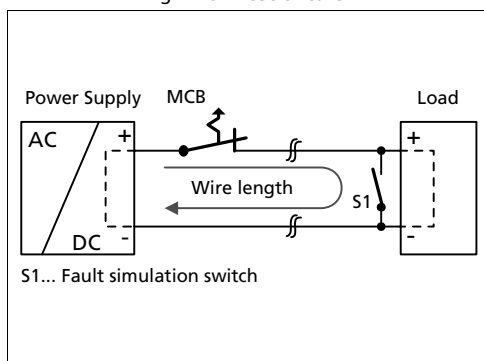 Power Supply MCB Load
AC + +
Wire length
S1
DC - -
S1... Fault simulation switch